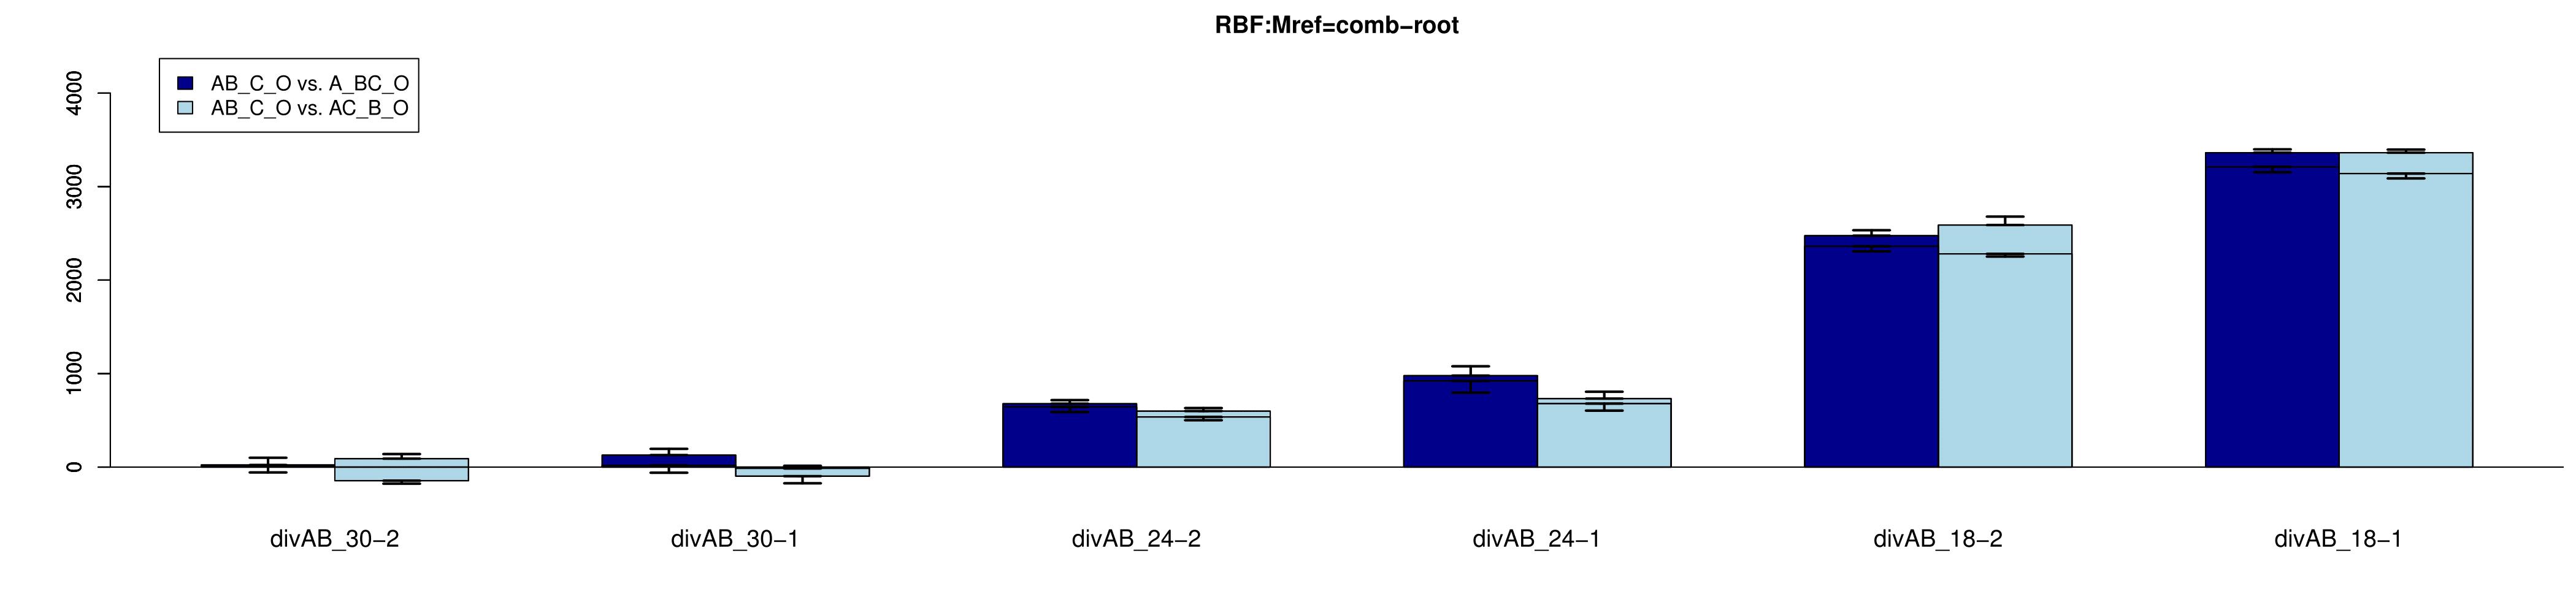 RBF:Mref=comb−root
AB_C_O vs. A_BC_O
AB_C_O vs. AC_B_O
4000
3000
2000
1000
0
divAB_30−2 divAB_30−1 divAB_24−2 divAB_24−1 divAB_18−2 divAB_18−1